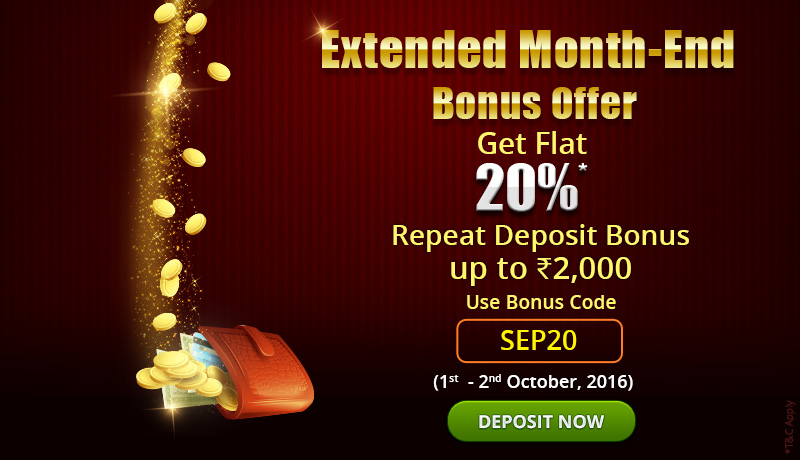 Extended Month-End
Bonus Offer
Get Flat
20%*
Repeat Deposit Bonus
up to ₹2,000
Use Bonus Code
SEP20
(1st - 2nd October, 2016)
DEPOSIT NOW
*T&C Apply